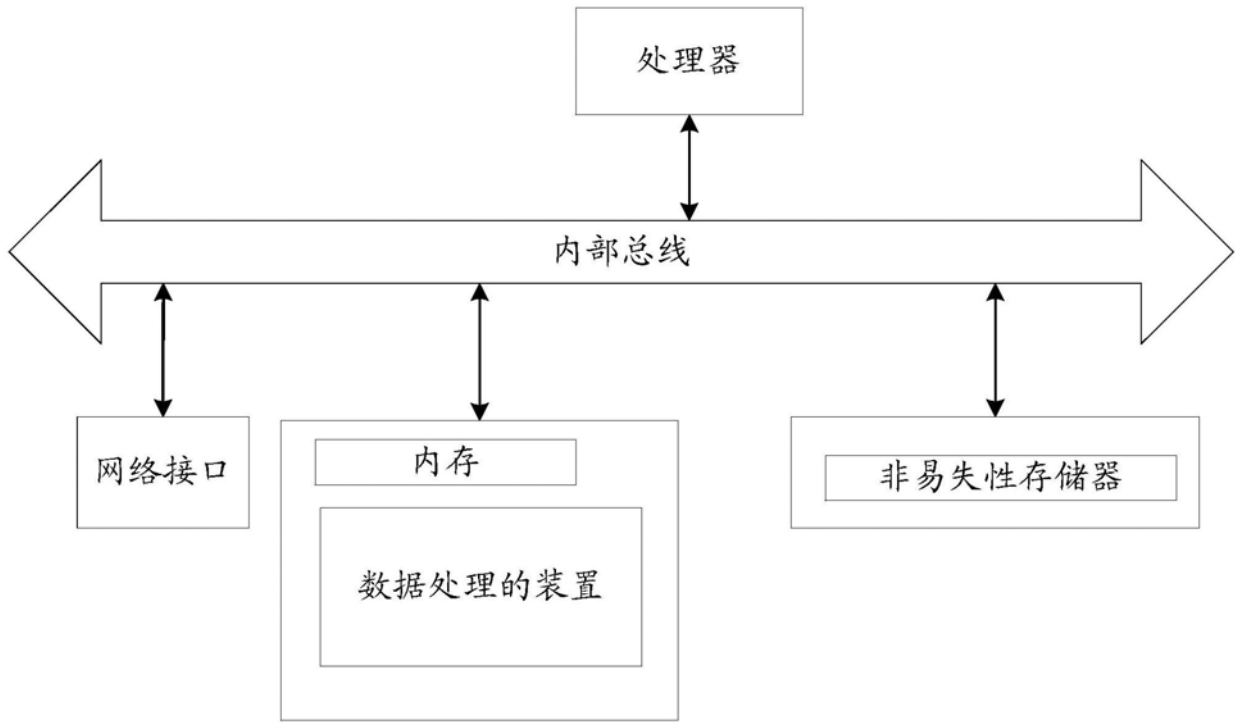 处理器
内部总线
网络接口
内存
数据处理的装置
非易失性存储器